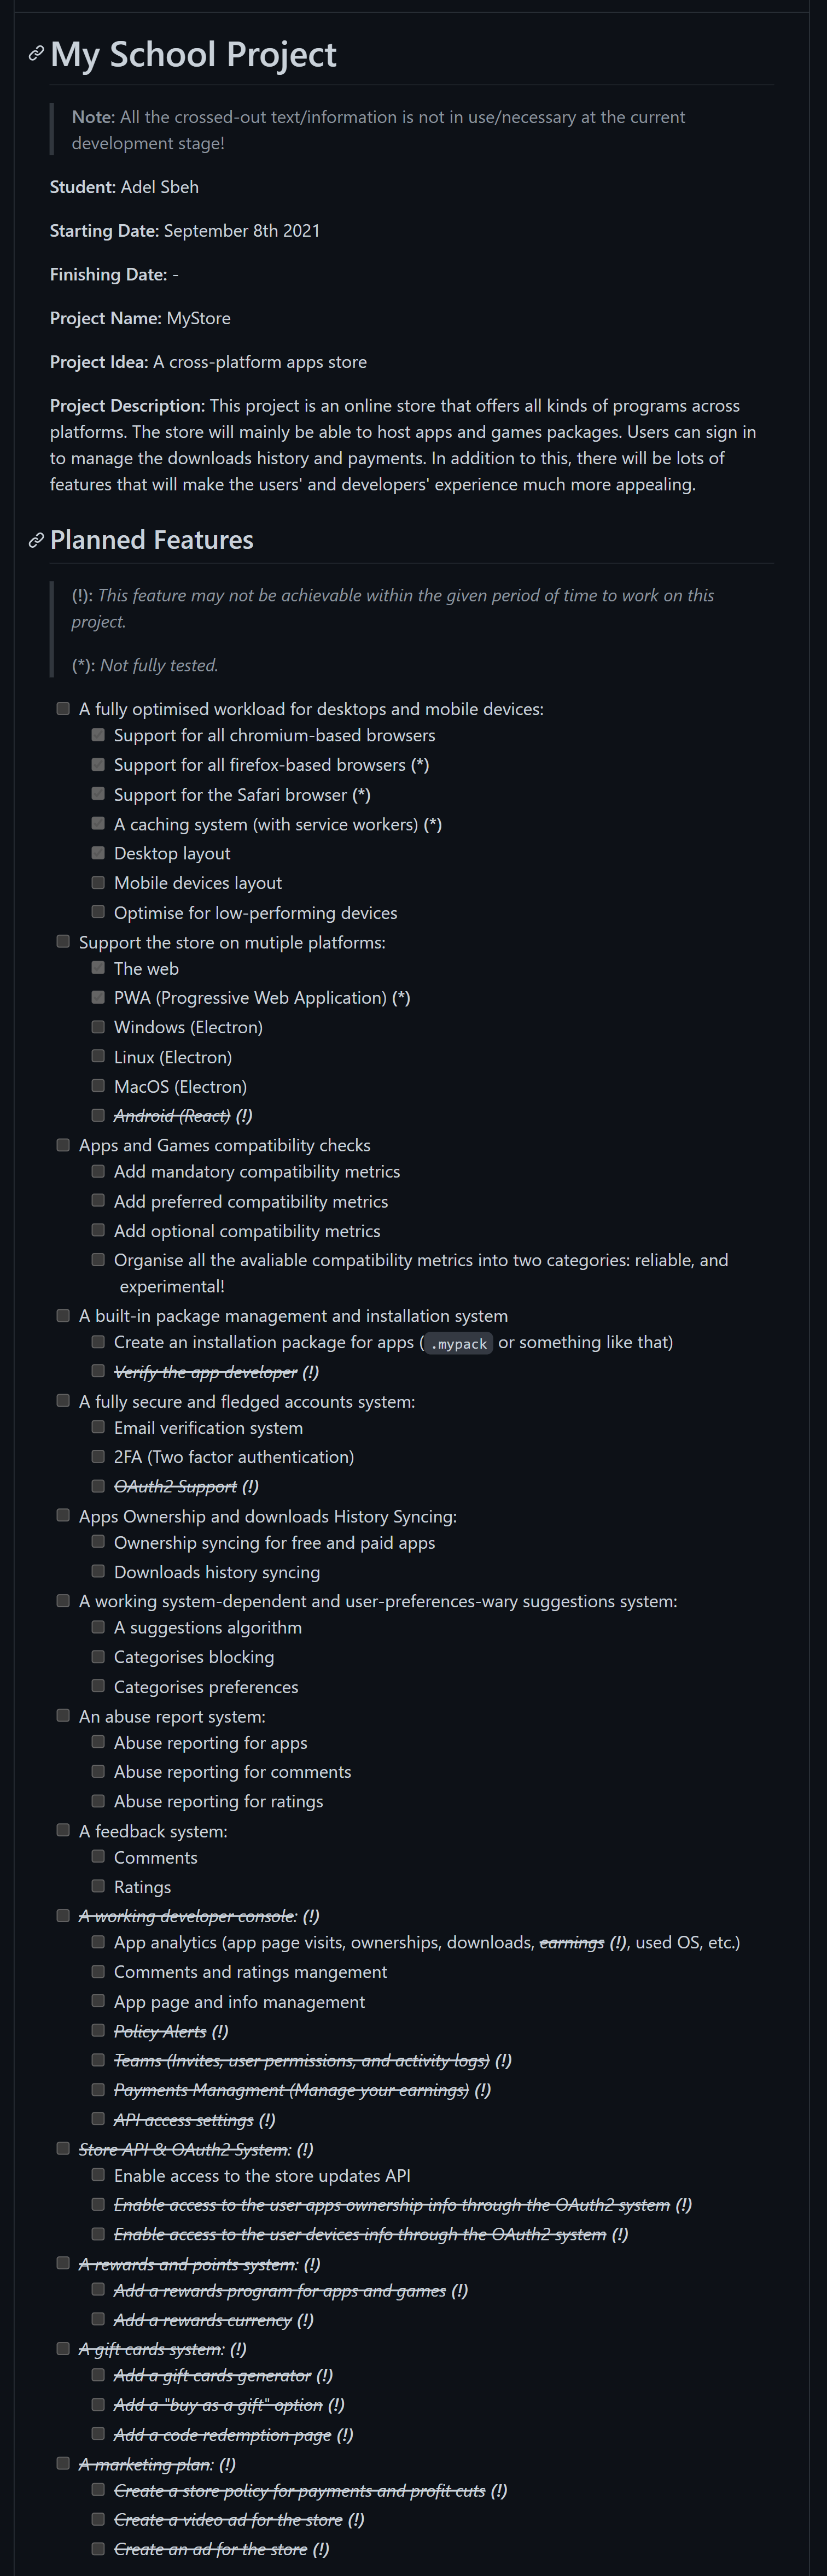 My School Project
Note: All the crossed-out text/information is not in use/necessary at the current
development stage!
Student: Adel Sbeh
Starting Date: September 8th 2021
Finishing Date: -
Project Name: MyStore
Project Idea: A cross-platform apps store
Project Description: This project is an online store that offers all kinds of programs across
platforms. The store will mainly be able to host apps and games packages. Users can sign in
to manage the downloads history and payments. In addition to this, there will be lots of
features that will make the users' and developers' experience much more appealing.
Planned Features
(!): This feature may not be achievable within the given period of time to work on this
project.
(*): Not fully tested.
A fully optimised workload for desktops and mobile devices:
Support for all chromium-based browsers
Support for all firefox-based browsers (*)
Support for the Safari browser (*)
A caching system (with service workers) (*)
Desktop layout
Mobile devices layout
Optimise for low-performing devices
Support the store on mutiple platforms:
The web
PWA (Progressive Web Application) (*)
Windows (Electron)
Linux (Electron)
MacOS (Electron)
Android (React) (!)
Apps and Games compatibility checks
Add mandatory compatibility metrics
Add preferred compatibility metrics
Add optional compatibility metrics
Organise all the avaliable compatibility metrics into two categories: reliable, and
experimental!
A built-in package management and installation system
Create an installation package for apps (.mypack or something like that)
Verify the app developer (!)
A fully secure and fledged accounts system:
Email verification system
2FA (Two factor authentication)
OAuth2 Support (!)
Apps Ownership and downloads History Syncing:
Ownership syncing for free and paid apps
Downloads history syncing
A working system-dependent and user-preferences-wary suggestions system:
A suggestions algorithm
Categorises blocking
Categorises preferences
An abuse report system:
Abuse reporting for apps
Abuse reporting for comments
Abuse reporting for ratings
A feedback system:
Comments
Ratings
A working developer console: (!)
App analytics (app page visits, ownerships, downloads, earnings (!), used OS, etc.)
Comments and ratings mangement
App page and info management
Policy Alerts (!)
Teams (Invites, user permissions, and activity logs) (!)
Payments Managment (Manage your earnings) (!)
API access settings (!)
Store API & OAuth2 System: (!)
Enable access to the store updates API
Enable access to the user apps ownership info through the OAuth2 system (!)
Enable access to the user devices info through the OAuth2 system (!)
A rewards and points system: (!)
Add a rewards program for apps and games (!)
Add a rewards currency (!)
A gift cards system: (!)
Add a gift cards generator (!)
Add a "buy as a gift" option (!)
Add a code redemption page (!)
A marketing plan: (!)
Create a store policy for payments and profit cuts (!)
Create a video ad for the store (!)
Create an ad for the store (!)